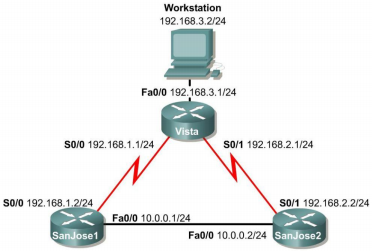 Workstation
192.168.3.2/24
Fa0/0 192.168.3.1/24
Vista
S0/0 192.168.1.1/24
S0/1 192.168.2.1/24
S0/0 192.168.1.2/24
S0/1 192.168.2.2/24
Fa0/0 10.0.0.1/24
SanJose1
Fa0/0 10.0.0.2/24
SanJose2